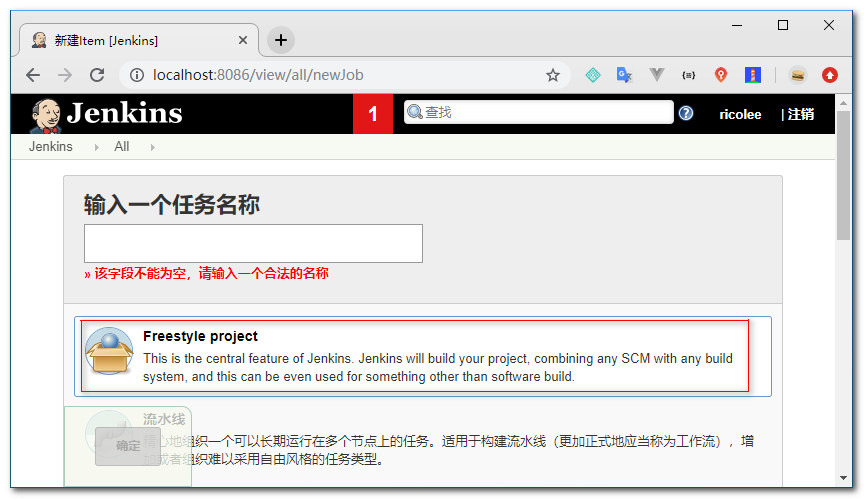 新建Item [Jenkins]
localhost:8086/view/all/newJob
Jenkins
1
查找
ricolee
| 注销
Jenkins
All
输入一个任务名称
» 该字段不能为空，请输入一个合法的名称
Freestyle project
This is the central feature of Jenkins. Jenkins will build your project, combining any SCM with any build
system, and this can be even used for something other than software build.
流水线
心地组织一个可以长期运行在多个节点上的任务。适用于构建流水线（更加正式地应当称为工作流），增
确定
或者组织难以采用自由风格的任务类型。